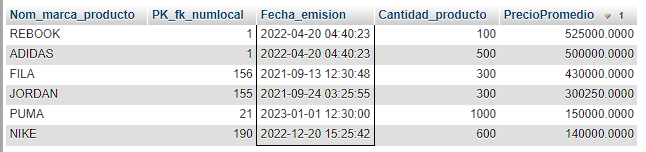 Nom_marca_producto PK_fk_numlocal Fecha_emision Cantidad_producto PrecioPromedio 1
REBOOK 1 2022-04-20 04:40:23 100 525000.0000
ADIDAS 1 2022-04-20 04:40:23 500 500000.0000
FILA 156 2021-09-13 12:30:48 300 430000.0000
JORDAN 155 2021-09-24 03:25:55 300 300250.0000
PUMA 21 2023-01-01 12:30:00 1000 150000.0000
NIKE 190 2022-12-20 15:25:42 600 140000.0000